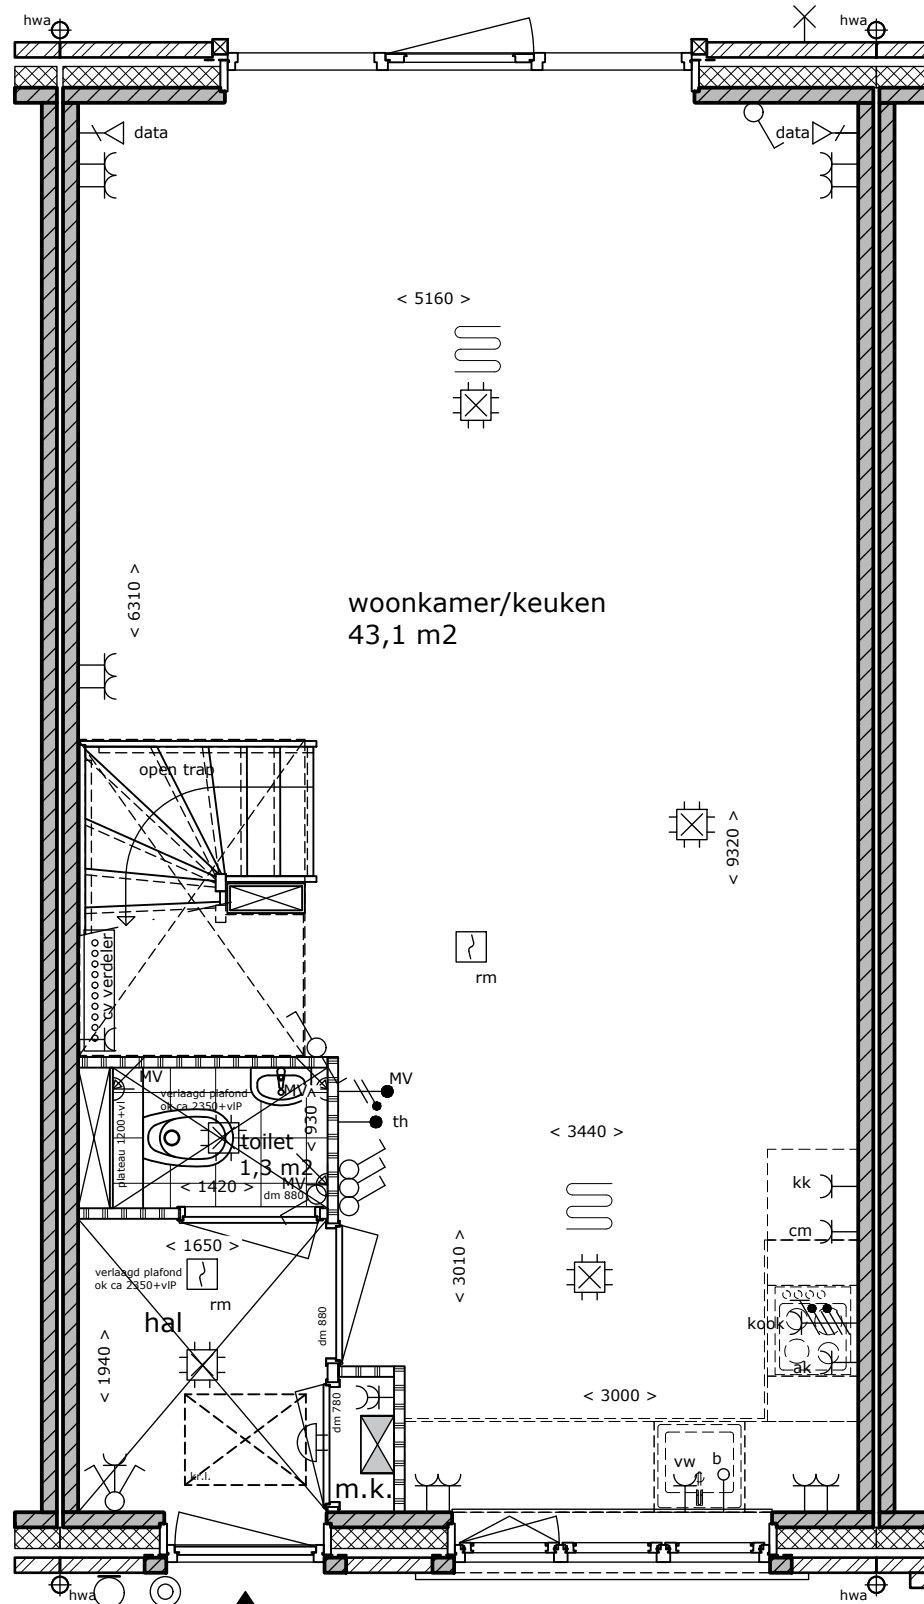 hwa
hwa
data
data
< 5160 >
< 6310 >
woonkamer/keuken
43,1 m2
open trap
< 9320 >
cv verdeler
rm
MV
MV
MV
verlaagd plafond
ok ca 2350+vlP
< 930 >
th
plateau 1200+vl
toilet
1,3 m2
< 3440 >
MV
< 1420 >
dm 880
kk
cm
< 1650 >
< 3010 >
verlaagd plafond
ok ca 2350+vlP
rm
hal
dm 880
kook
ak
< 1940 >
< 3000 >
dm 780
kr.l.
m.k.
vw
b
hwa
hwa